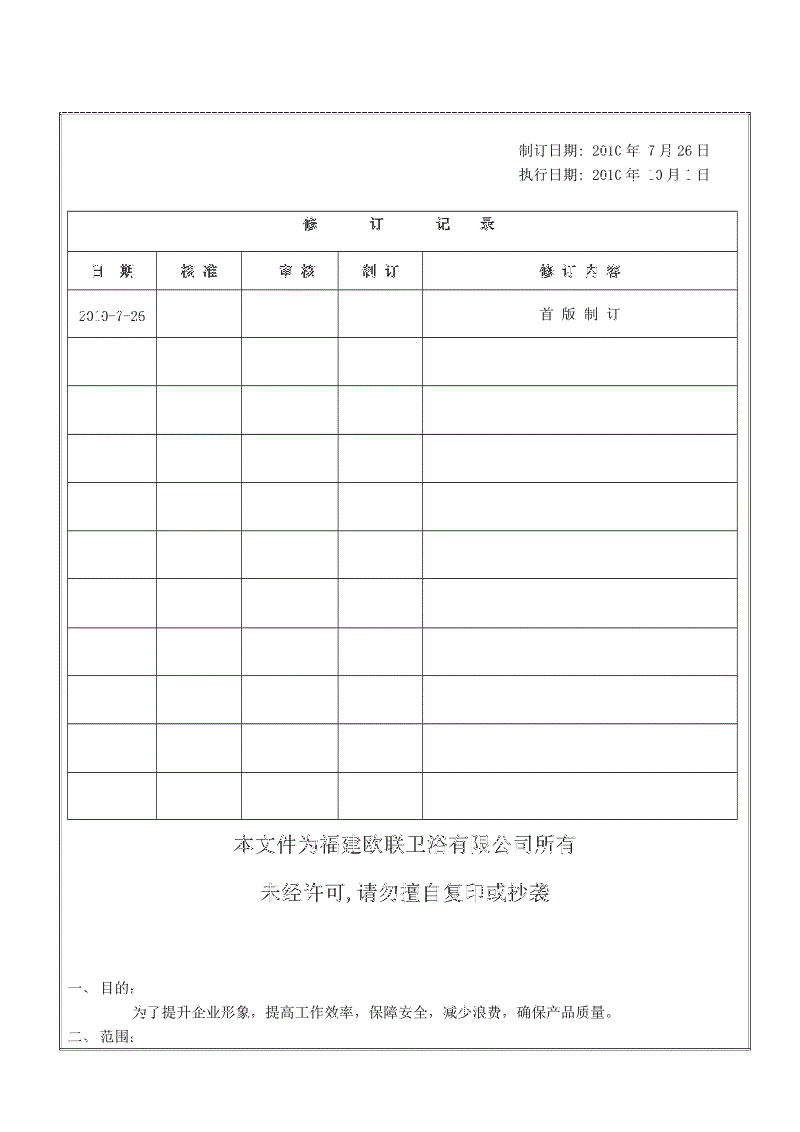 制订日期: 2010 年 7 月 26 日
执行日期: 2010 年 10 月 1 日
修 订 记 录
日 期 核 准 审 核 制 订 修 订 内 容
2010-7-26 首 版 制 订
本文件为福建欧联卫浴有限公司所有
未经许可,请勿擅自复印或抄袭
一、 目的:
为了提升企业形象，提高工作效率，保障安全，减少浪费，确保产品质量。
二、 范围: